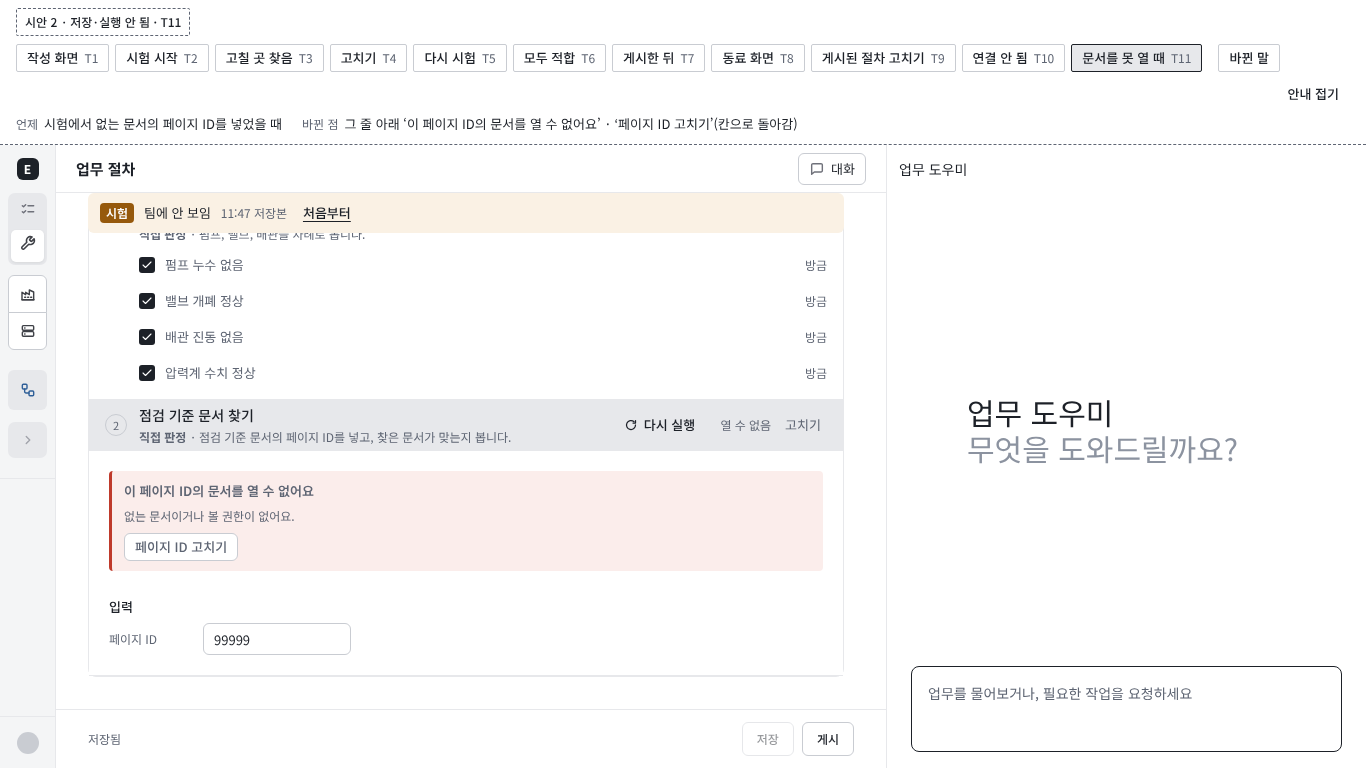 시안 2 · 저장·실행 안 됨 · T11
작성 화면 T1 시험 시작 T2 고칠 곳 찾음 T3 고치기 T4 다시 시험 T5 모두 적합 T6 게시한 뒤 T7 동료 화면 T8 게시된 절차 고치기 T9 연결 안 됨 T10 문서를 못 열 때 T11 바뀐 말
안내 접기
언제 시험에서 없는 문서의 페이지 ID를 넣었을 때 바뀐 점 그 줄 아래 ‘이 페이지 ID의 문서를 열 수 없어요’ · ‘페이지 ID 고치기’(칸으로 돌아감)
E
업무 절차
대화
업무 도우미
시험 팀에 안 보임 11:47 저장본 처음부터
직접 판정 · 펌프, 밸브, 배관을 차례로 봅니다.
펌프 누수 없음 방금
밸브 개폐 정상 방금
배관 진동 없음 방금
압력계 수치 정상 방금
2 점검 기준 문서 찾기
직접 판정 · 점검 기준 문서의 페이지 ID를 넣고, 찾은 문서가 맞는지 봅니다.
다시 실행 열 수 없음 고치기
이 페이지 ID의 문서를 열 수 없어요
없는 문서이거나 볼 권한이 없어요.
페이지 ID 고치기
입력
페이지 ID 99999
저장됨 저장 게시
업무 도우미
무엇을 도와드릴까요?
업무를 물어보거나, 필요한 작업을 요청하세요